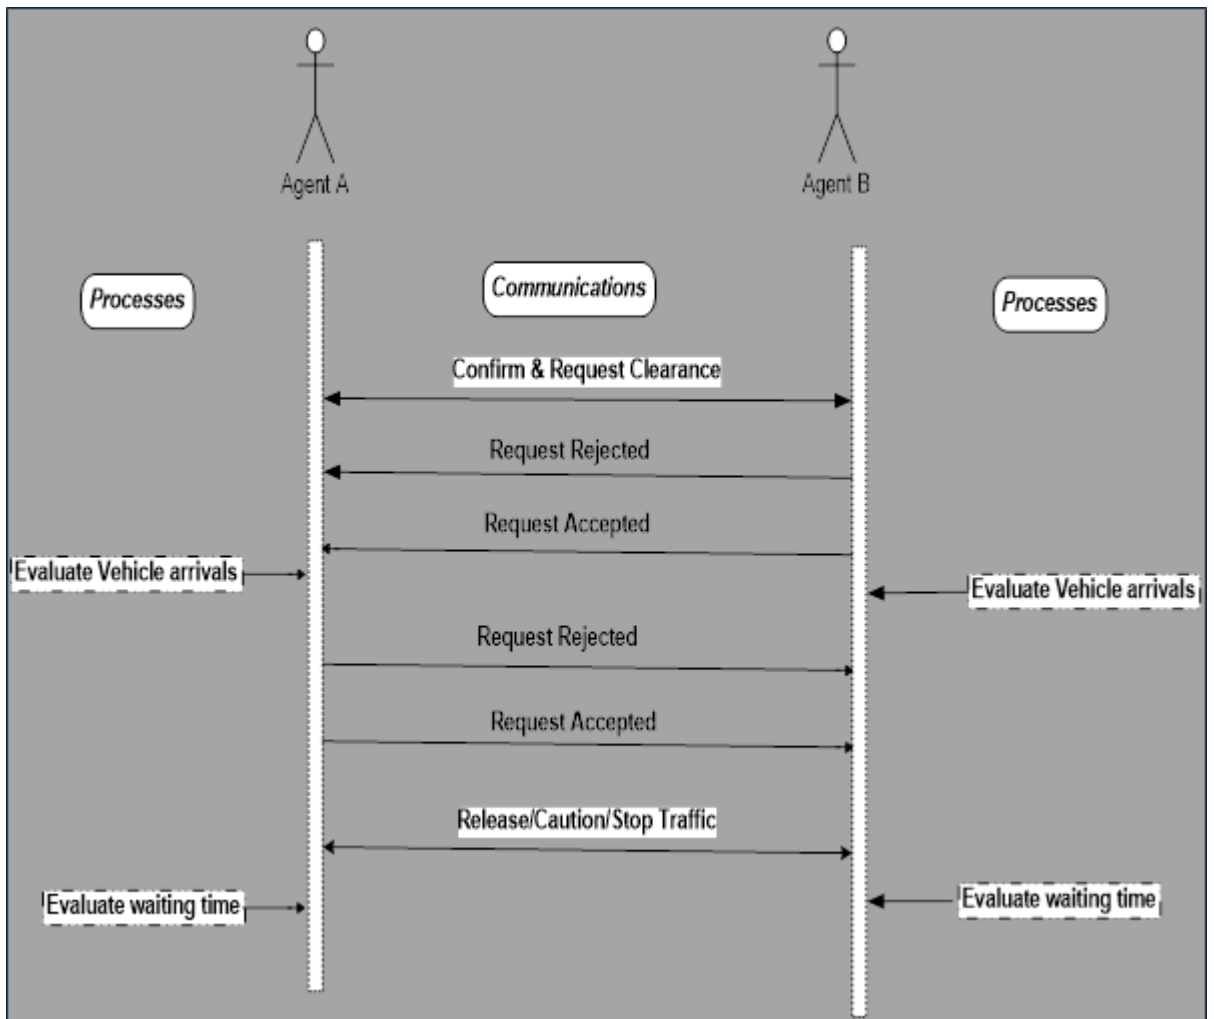 Agent A
Agent B
Processes
Communications
Processes
Confirm & Request Clearance
Request Rejected
Request Accepted
Evaluate Vehicle arrivals
Evaluate Vehicle arrivals
Request Rejected
Request Accepted
Release/Caution/Stop Traffic
Evaluate waiting time
Evaluate waiting time